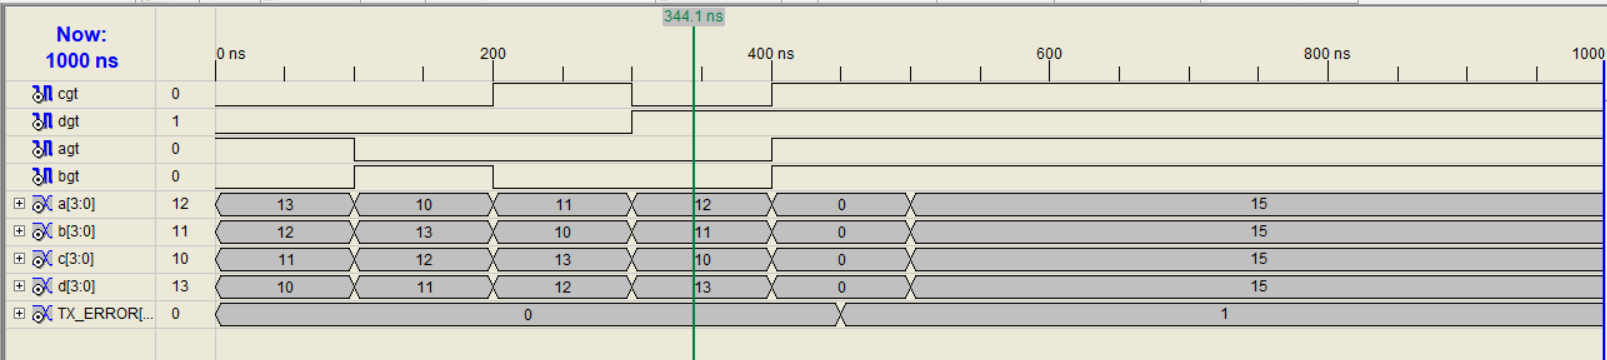 344.1 ns
Now:
1000 ns
0 ns 200 400 ns 600 800 ns 1000
cgt 0
dgt 1
agt 0
bgt 0
a[3:0] 12 13 10 11 12 0 15
b[3:0] 11 12 13 10 11 0 15
c[3:0] 10 11 12 13 10 0 15
d[3:0] 13 10 11 12 13 0 15
TX_ERROR[... 0 0 1